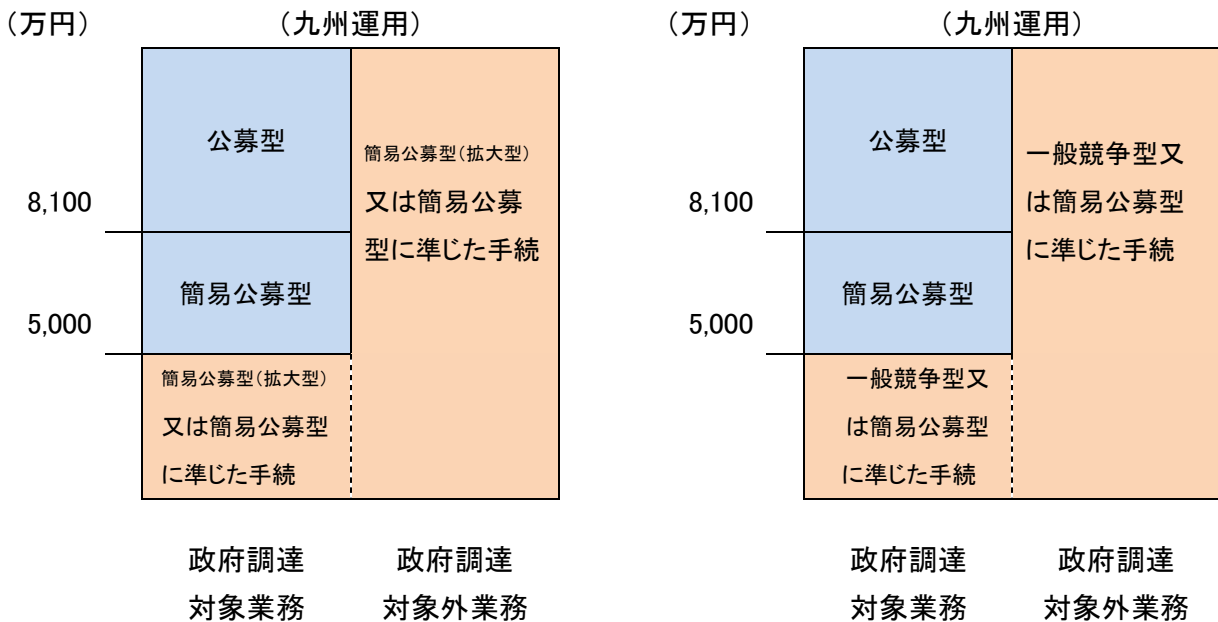 (万円)
(九州運用)
公募型
簡易公募型(拡大型)
又は簡易公募
型に準じた手続
8,100
簡易公募型
5,000
簡易公募型(拡大型)
又は簡易公募型
に準じた手続
政府調達
対象業務
政府調達
対象外業務
(万円)
(九州運用)
公募型
一般競争型又
は簡易公募型
に準じた手続
8,100
簡易公募型
5,000
一般競争型又
は簡易公募型
に準じた手続
政府調達
対象業務
政府調達
対象外業務